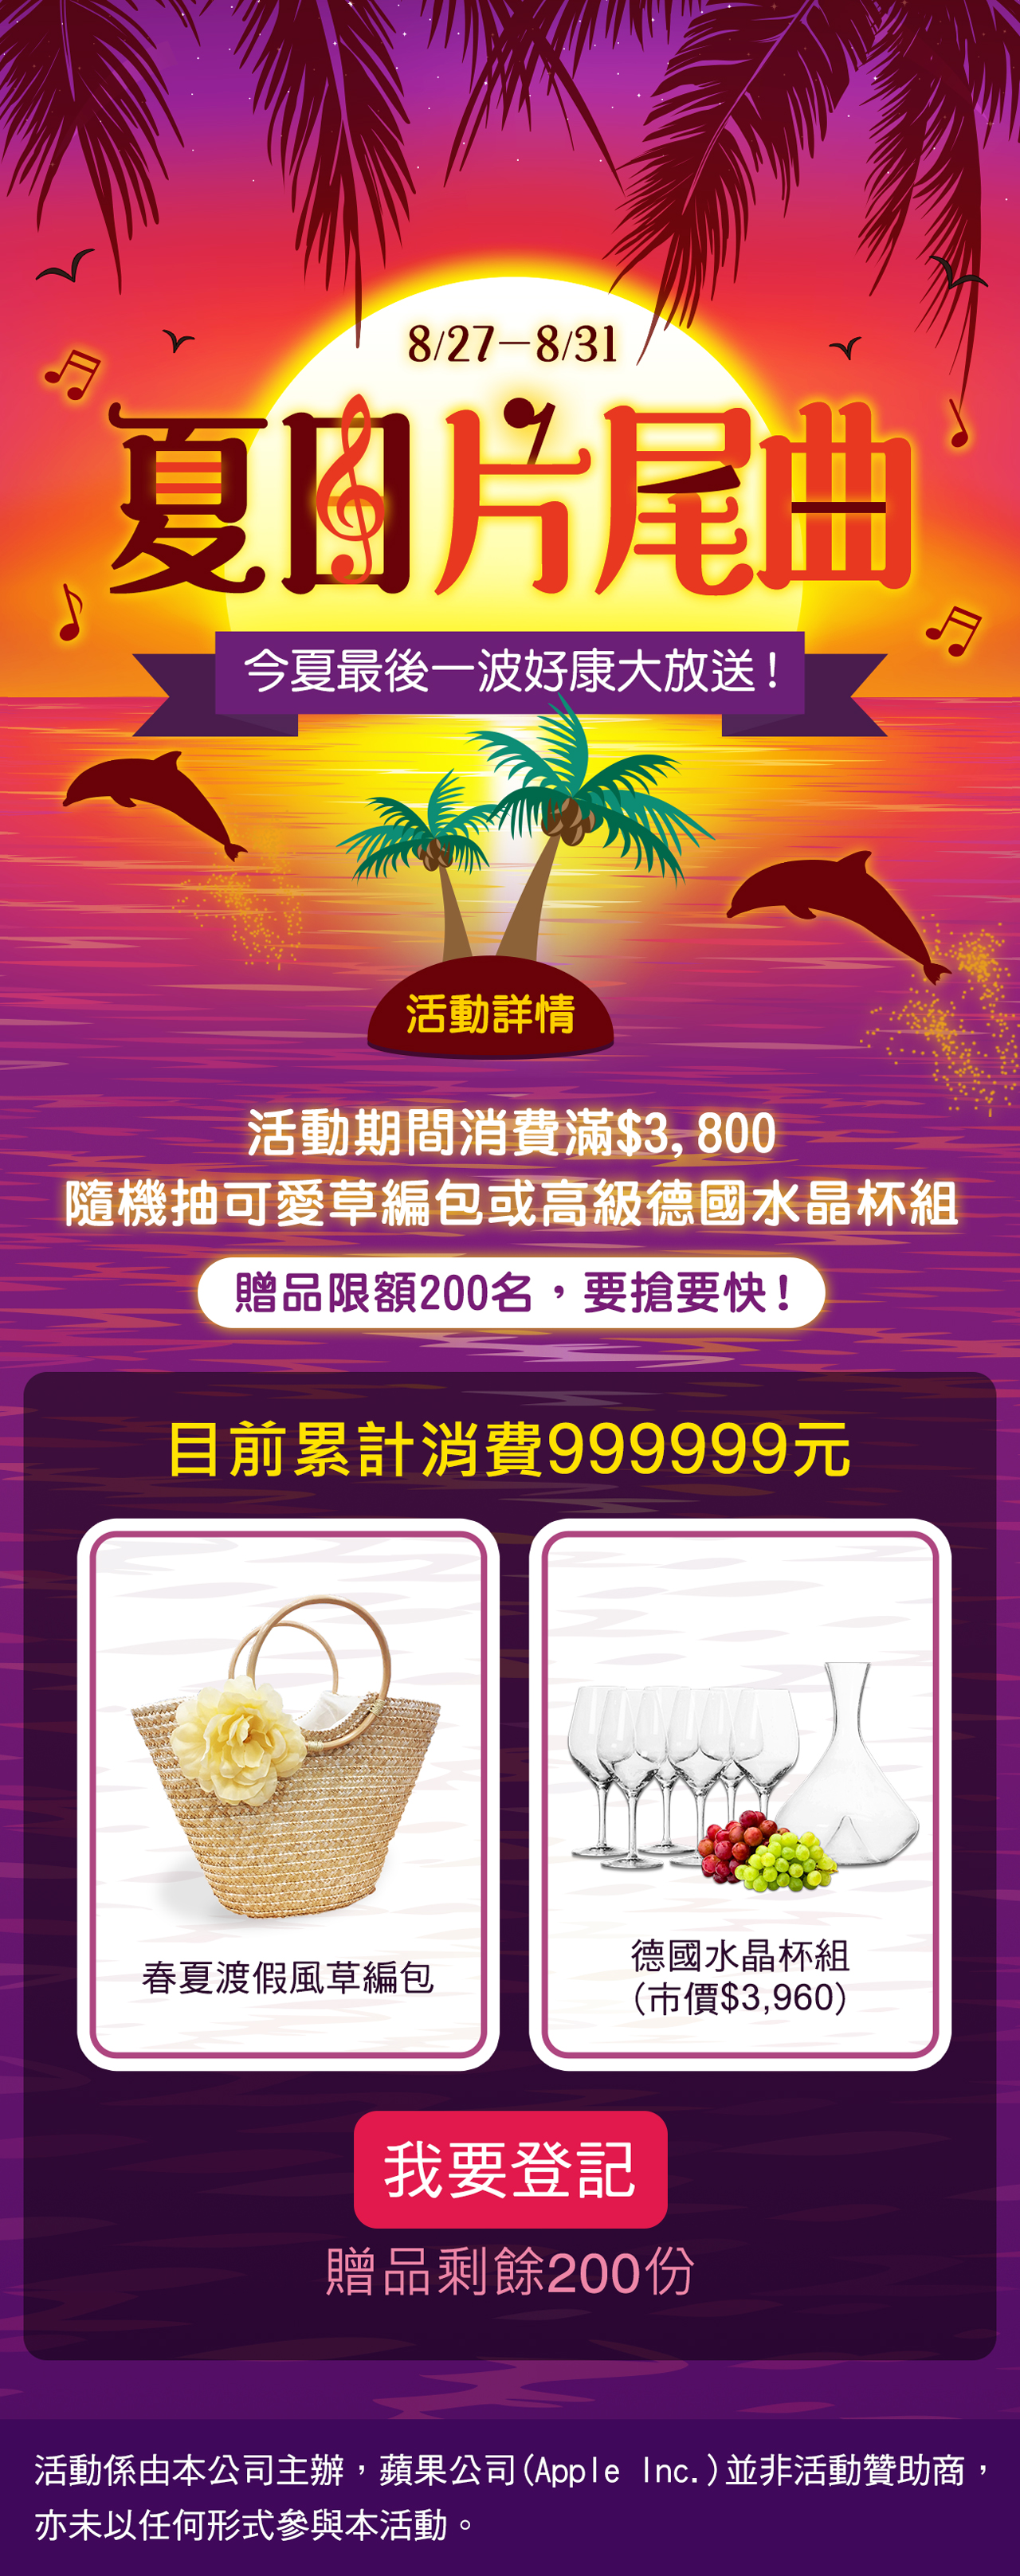 8/27-8/31
夏日片尾曲
今夏最後一波好康大放送!
活動詳情
活動期間消費滿$3,800
隨機抽可愛草編包或高級德國水晶杯組
贈品限額200名，要搶要快!
目前累計消費999999元
春夏渡假風草編包
德國水晶杯組
(市價$3,960)
我要登記
贈品剩餘200份
活動係由本公司主辦，蘋果公司(Apple Inc.)並非活動贊助商，
亦未以任何形式參與本活動。